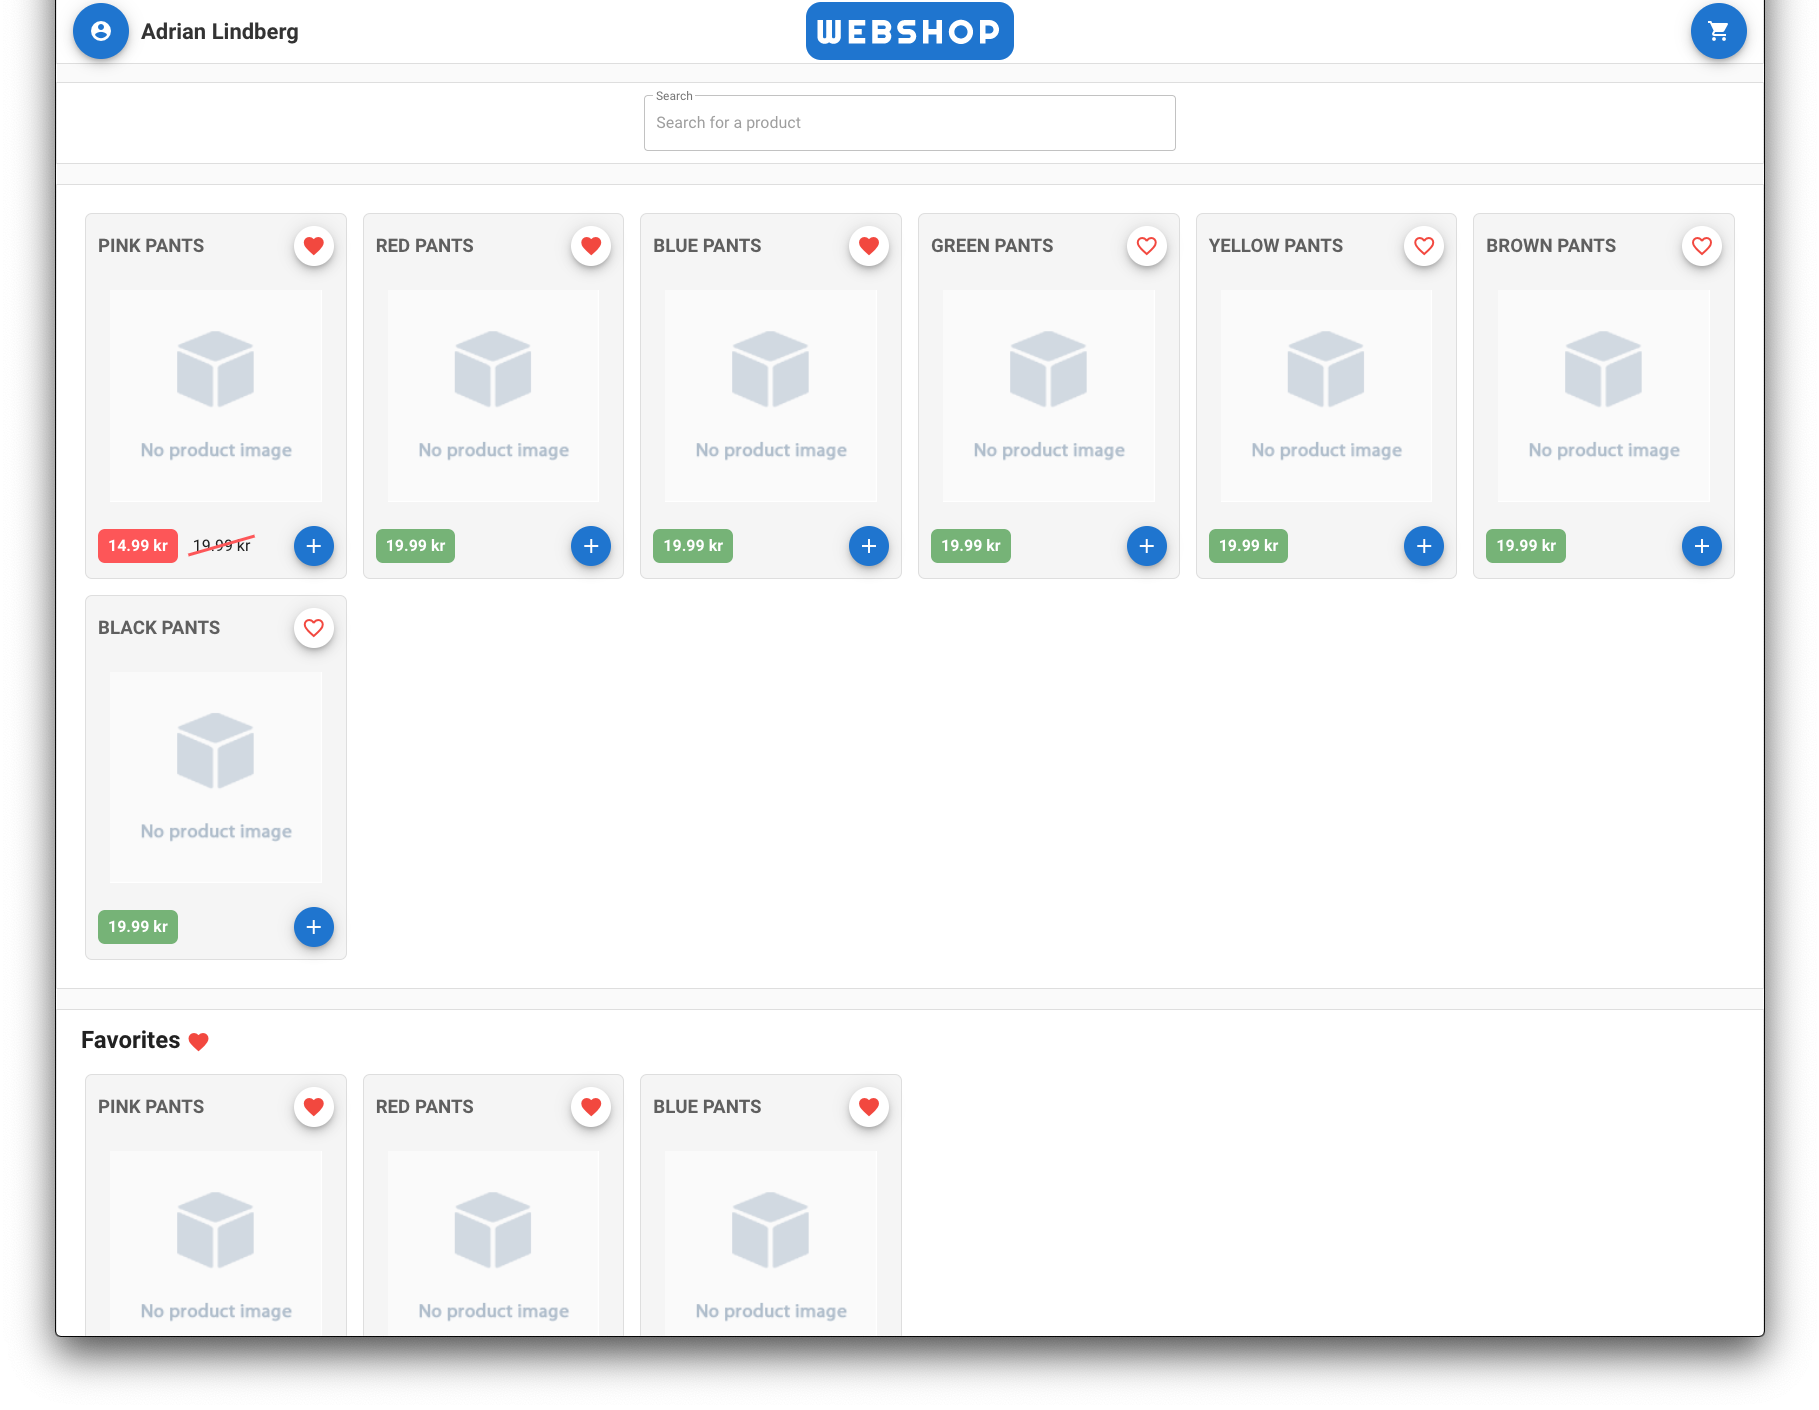 Adrian Lindberg
WEBSHOP
Search
Search for a product
PINK PANTS
RED PANTS
BLUE PANTS
GREEN PANTS
YELLOW PANTS
BROWN PANTS
No product image
No product image
No product image
No product image
No product image
No product image
14.99 kr 19.99 kr
19.99 kr
19.99 kr
19.99 kr
19.99 kr
19.99 kr
BLACK PANTS
No product image
19.99 kr
Favorites
PINK PANTS
RED PANTS
BLUE PANTS
No product image
No product image
No product image